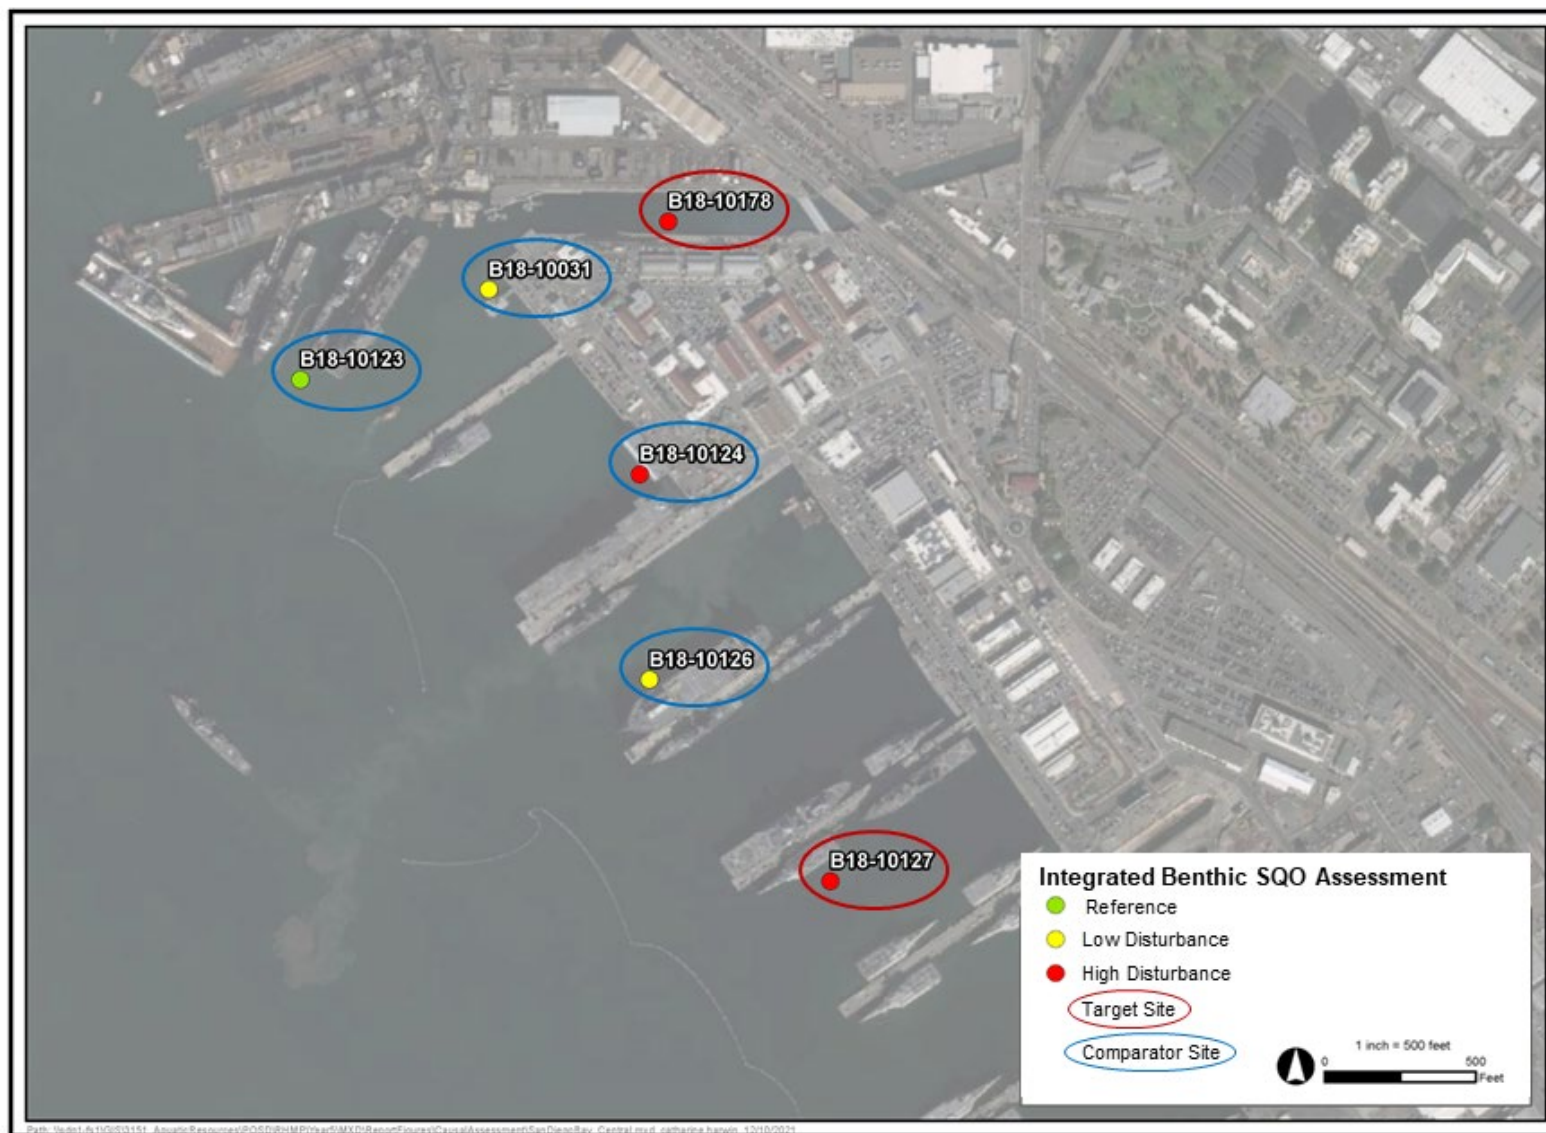 B18-10178
B18-10031
B18-10123
B18-10124
B18-10126
B18-10127
Integrated Benthic SQO Assessment
Reference
Low Disturbance
High Disturbance
Target Site
Comparator Site
1 inch = 500 feet
0 500
Feet